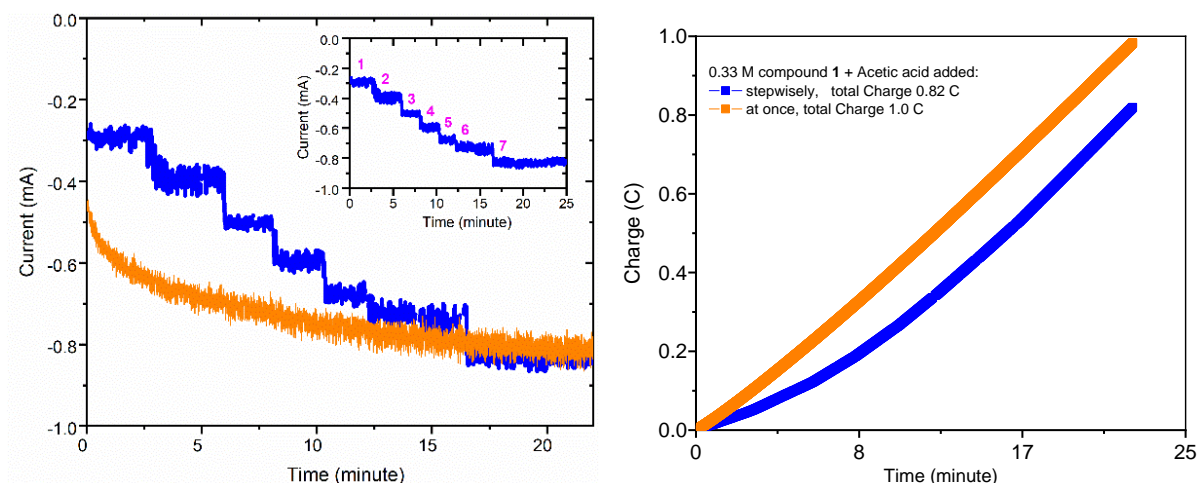 0.0
-0.2
-0.4
-0.6
-0.8
-1.0
Current (mA)
0 5 10 15 20
Time (minute)
0.0
-0.2
-0.4
-0.6
-0.8
-1.0
Current (mA)
1
2
3
4
5
6
7
0 5 10 15 20 25
Time (minute)
1.0
0.8
0.6
0.4
0.2
0.0
Charge (C)
0.33 M compound 1 + Acetic acid added:
stepwisely, total Charge 0.82 C
at once, total Charge 1.0 C
0 8 17 25
Time (minute)